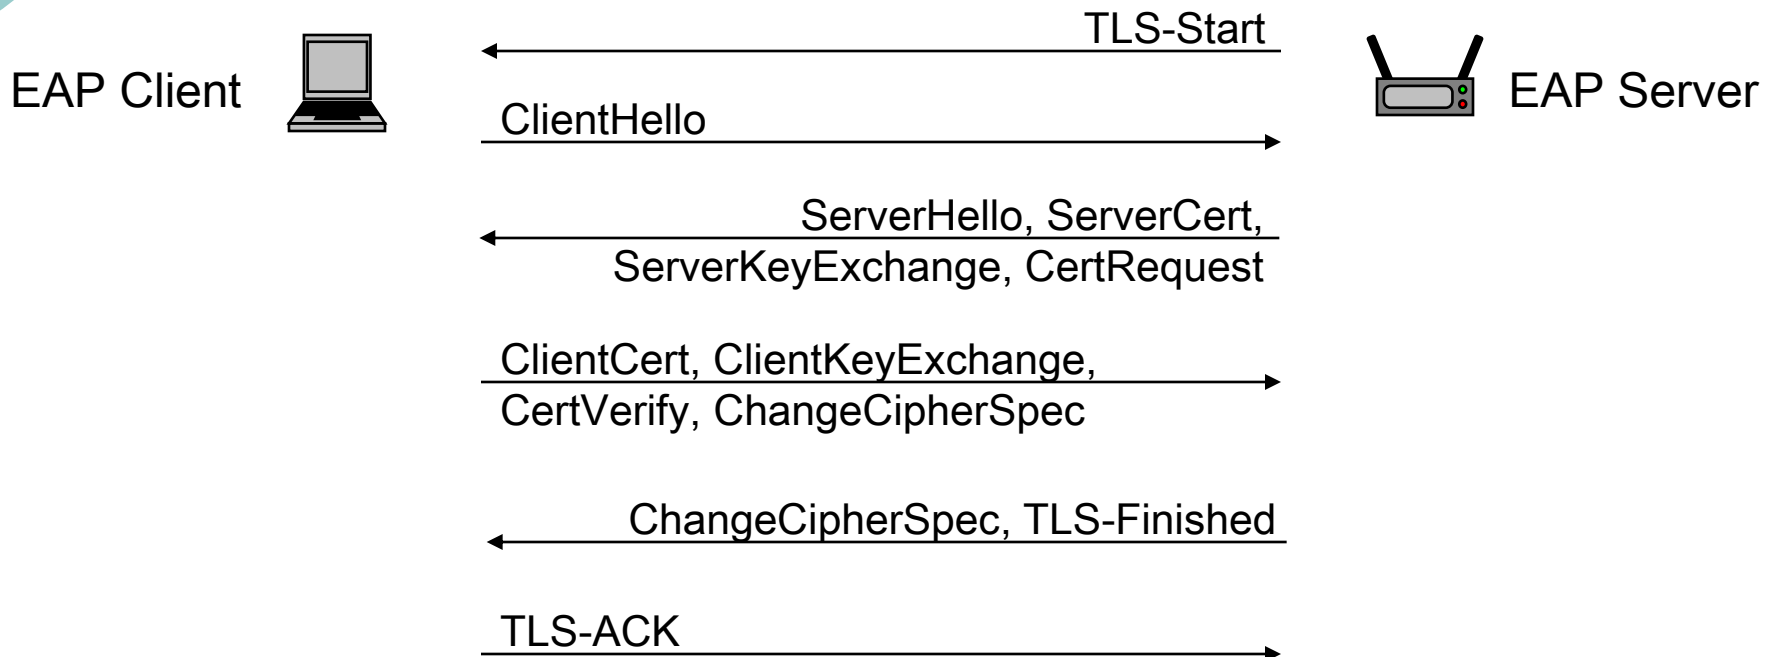 TLS-Start
EAP Client
EAP Server
ClientHello
ServerHello, ServerCert,
ServerKeyExchange, CertRequest
ClientCert, ClientKeyExchange,
CertVerify, ChangeCipherSpec
ChangeCipherSpec, TLS-Finished
TLS-ACK